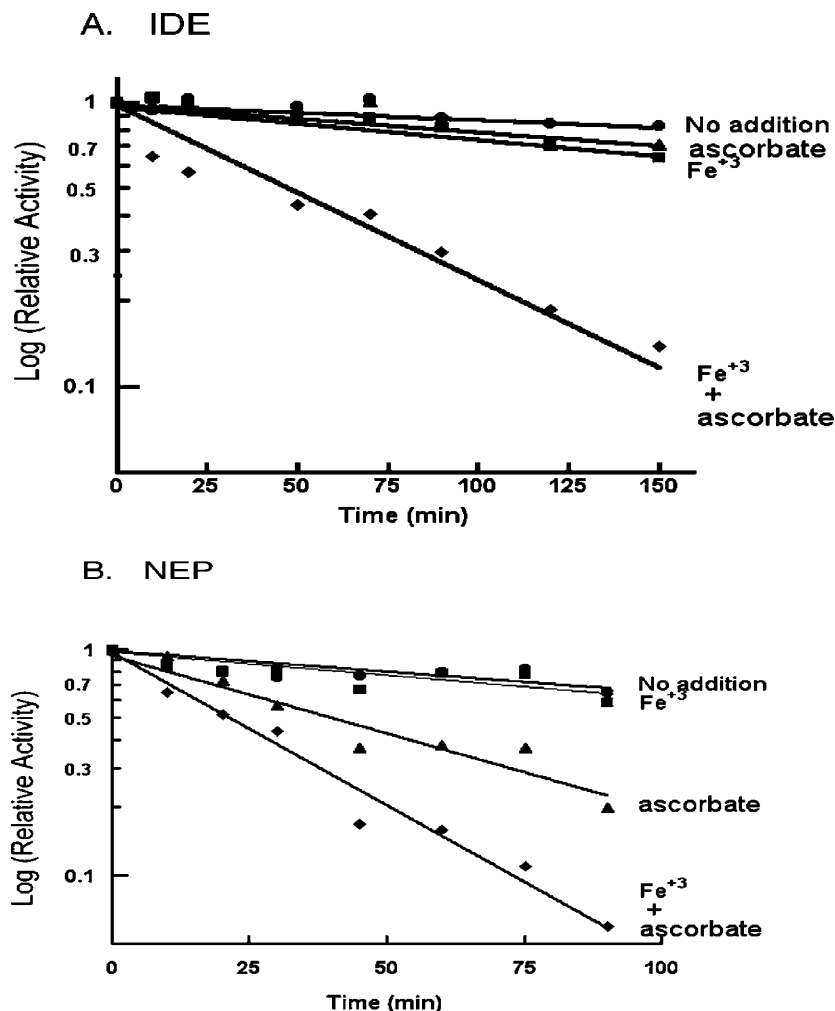 A. IDE
Log (Relative Activity)
1
0.7
0.5
0.3
0.1
No addition
ascorbate
Fe+3
Fe+3
+
ascorbate
0 25 50 75 100 125 150
Time (min)
B. NEP
Log (Relative Activity)
1
0.7
0.5
0.3
0.1
No addition
Fe+3
ascorbate
Fe+3
+
ascorbate
0 25 50 75 100
Time (min)